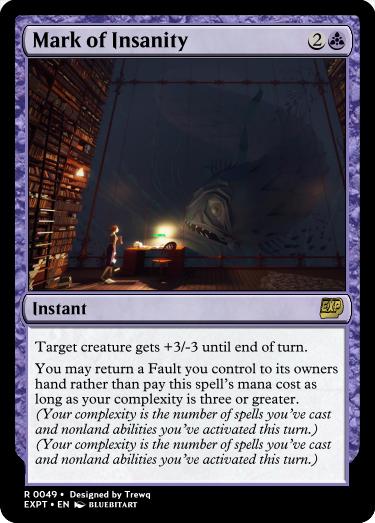 Mark of Insanity 2
Instant EXP
Target creature gets +3/-3 until end of turn.
You may return a Fault you control to its owners
hand rather than pay this spell's mana cost as
long as your complexity is three or greater.
(Your complexity is the number of spells you've cast
and nonland abilities you've activated this turn.)
(Your complexity is the number of spells you've cast
and nonland abilities you've activated this turn.)
R 0049 • Designed by Trewq
EXPT • EN BLUEBITART